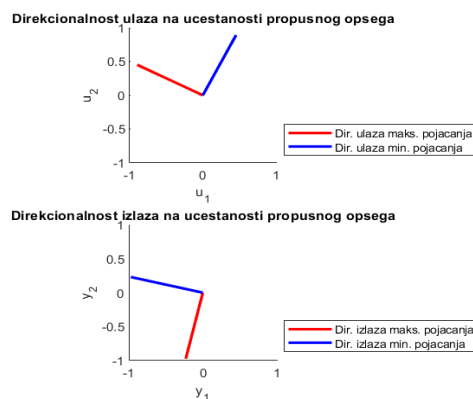 Direkcionalnost ulaza na ucestanosti propusnog opsega
1
0.5
0
-0.5
-1
u2
-1
0
1
u1
Dir. ulaza maks. pojacanja
Dir. ulaza min. pojacanja
Direkcionalnost izlaza na ucestanosti propusnog opsega
1
0.5
0
-0.5
-1
y2
-1
0
1
y1
Dir. izlaza maks. pojacanja
Dir. izlaza min. pojacanja